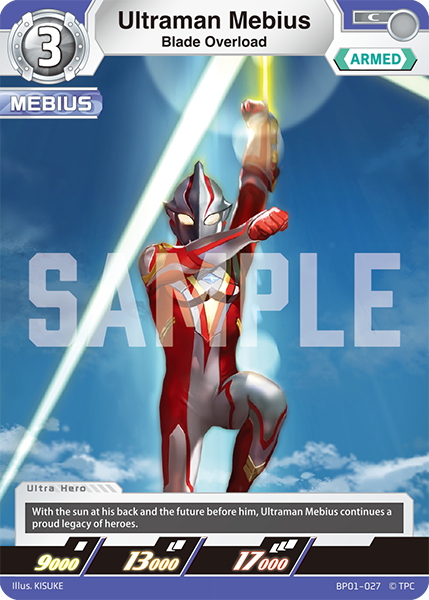 3
Ultraman Mebius
Blade Overload
C
ARMED
MEBIUS
SAMPLE
Ultra Hero
With the sun at his back and the future before him, Ultraman Mebius continues a
proud legacy of heroes.
9000 13000 17000
Illus. KISUKE BP01-027 © TPC